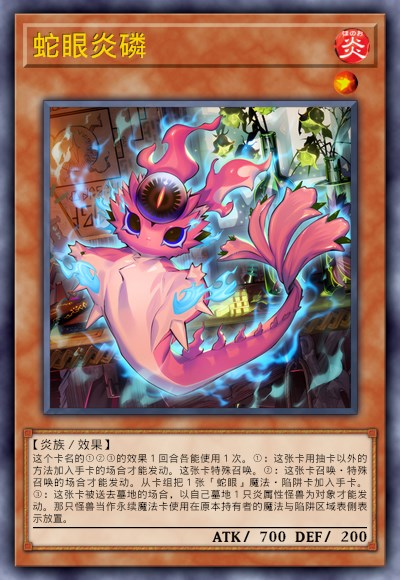 蛇眼炎磷
ほのお
炎
【炎族 / 效果】
这个卡名的①②③的效果1回合各能使用1次。①：这张卡用抽卡以外的
方法加入手卡的场合才能发动。这张卡特殊召唤。②：这张卡召唤·特殊
召唤的场合才能发动。从卡组把1张「蛇眼」魔法·陷阱卡加入手卡。
③：这张卡被送去墓地的场合，以自己墓地1只炎属性怪兽为对象才能发
动。那只怪兽当作永续魔法卡使用在原本持有者的魔法与陷阱区域表侧表
示放置。
ATK/ 700 DEF/ 200